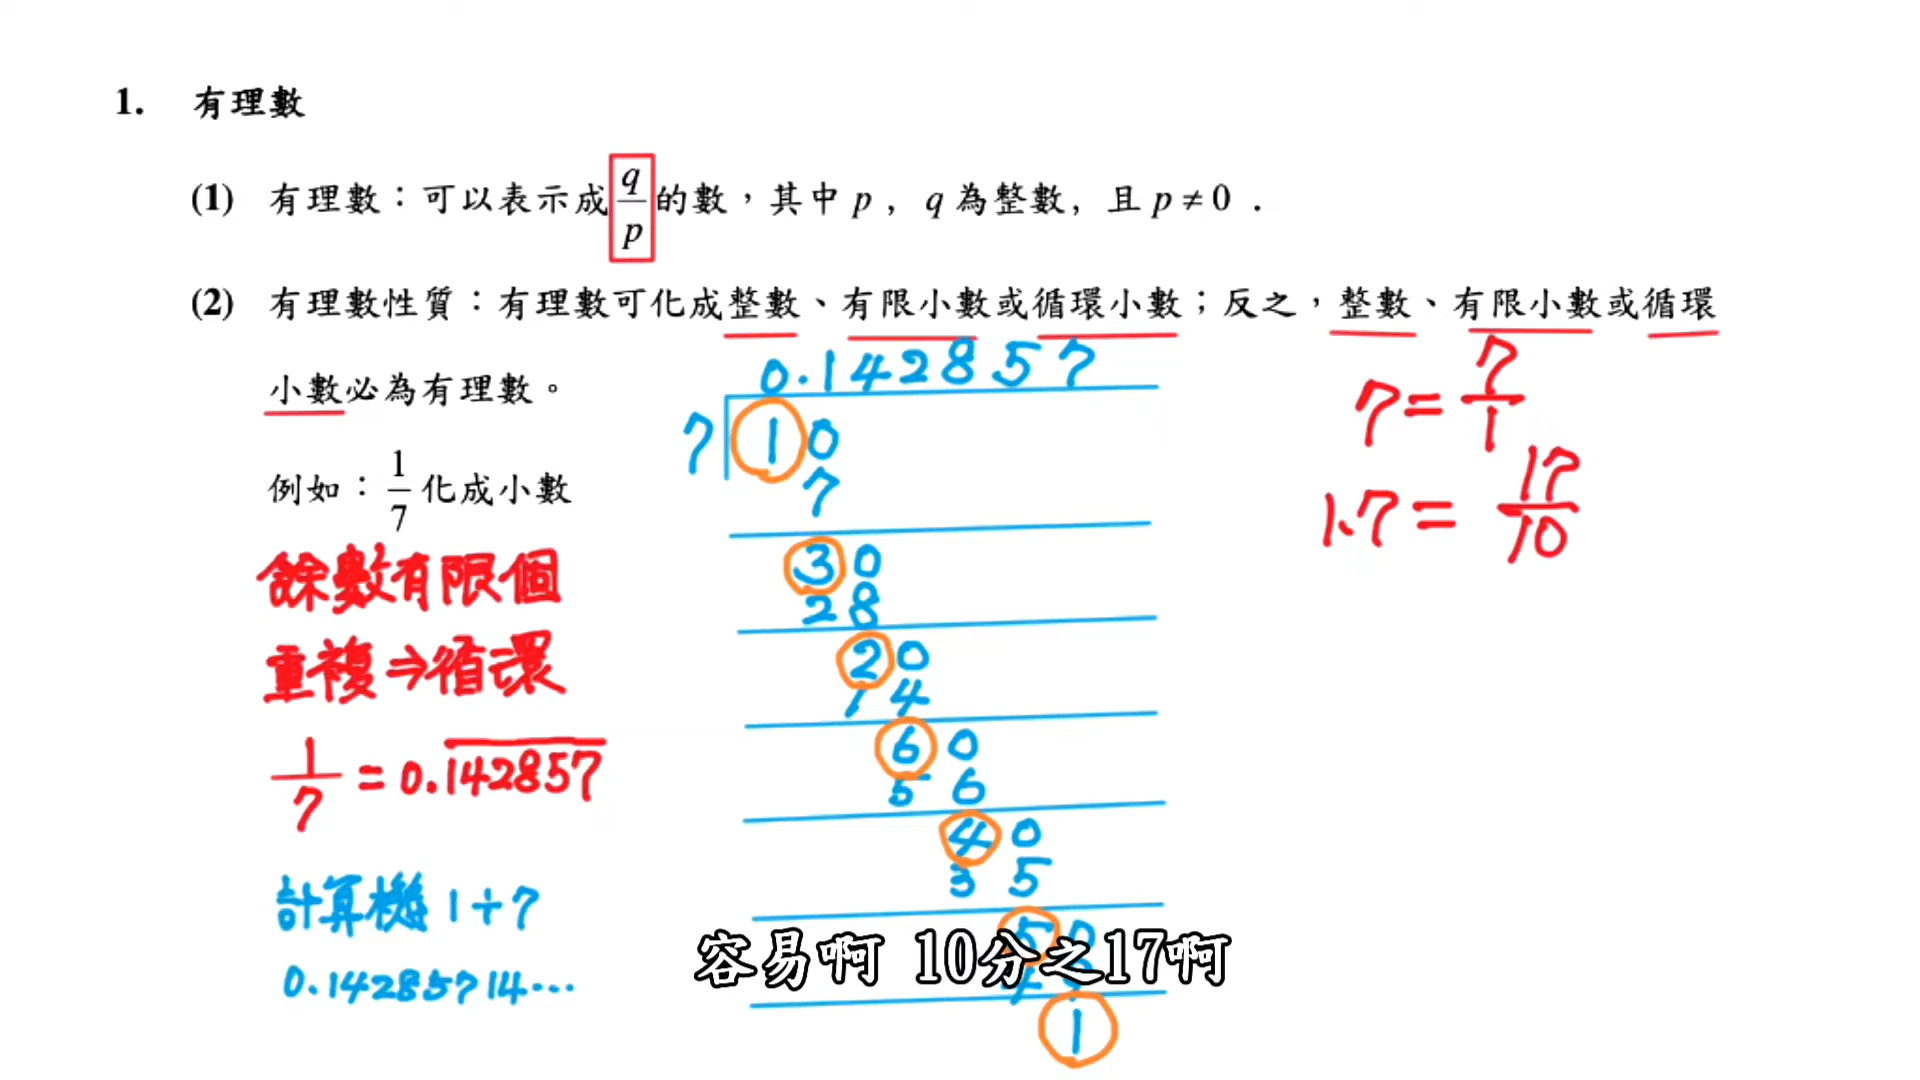 1. 有理數
(1) 有理數：可以表示成 q/p 的數，其中 p , q 為整數, 且 p ≠ 0 .
(2) 有理數性質：有理數可化成整數、有限小數或循環小數；反之，整數、有限小數或循環
小數必為有理數。
例如：1/7 化成小數
餘數有限個
重複⇒循環
1/7 = 0.\overline{142857}
計算機 1÷7
0.14285714…
0.142857
7
10
7
30
28
20
14
60
56
40
35
50
1
7 = 7/1
1.7 = 17/10
容易啊 10分之17啊